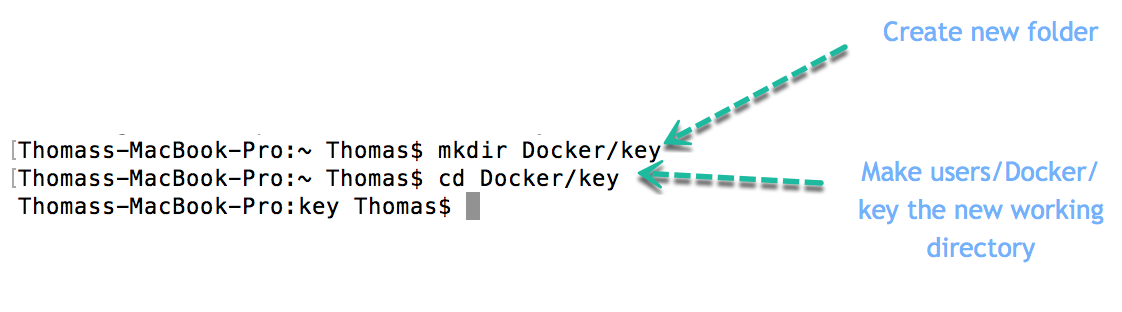 Create new folder
[Thomass-MacBook-Pro:~ Thomas$ mkdir Docker/key
[Thomass-MacBook-Pro:~ Thomas$ cd Docker/key
Thomass-MacBook-Pro:key Thomas$
Make users/Docker/
key the new working
directory